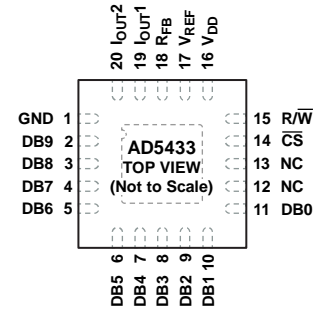 20 IOUT2
19 IOUT1
18 RFB
17 VREF
16 VDD
GND 1
DB9 2
DB8 3
DB7 4
DB6 5
AD5433
TOP VIEW
(Not to Scale)
15 R/W̅
14 C̅S̅
13 NC
12 NC
11 DB0
DB5 6
DB4 7
DB3 8
DB2 9
DB1 10